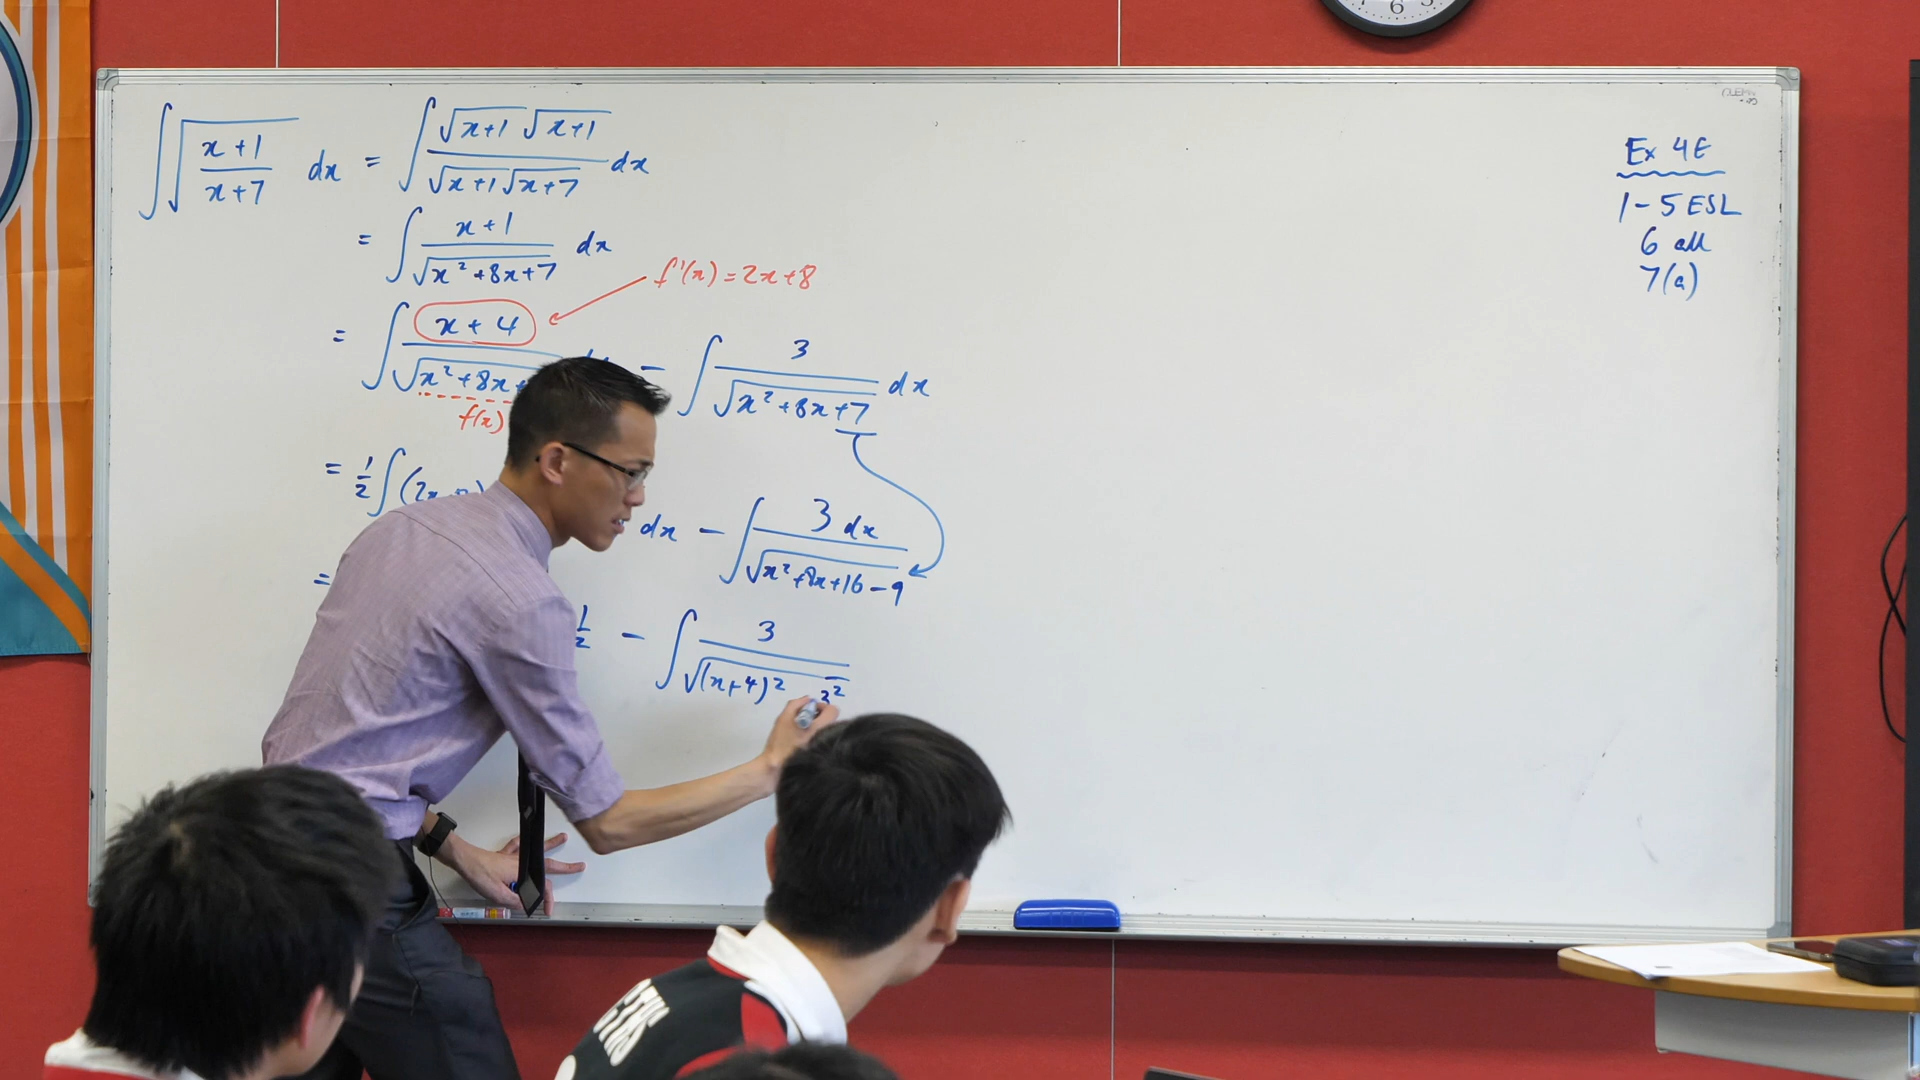 ∫√((x+1)/(x+7)) dx = ∫ (√(x+1) √(x+1))/(√(x+1) √(x+7)) dx
= ∫ (x+1)/√(x²+8x+7) dx
f'(x) = 2x+8
= ∫ (x+4)/√(x²+8x+ − ∫ 3/√(x²+8x+7) dx
f(x)
= ½ ∫(2x dx − ∫ 3 dx/√(x²+8x+16−9)
=
½ − ∫ 3/√((x+4)² 3²
Ex 4E
1-5 ESL
6 all
7(a)
6